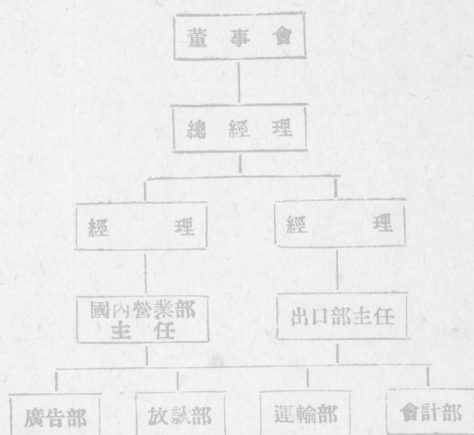 董事會
總經理
經理
經理
國內營業部
主任
出口部主任
廣告部
放款部
運輸部
會計部